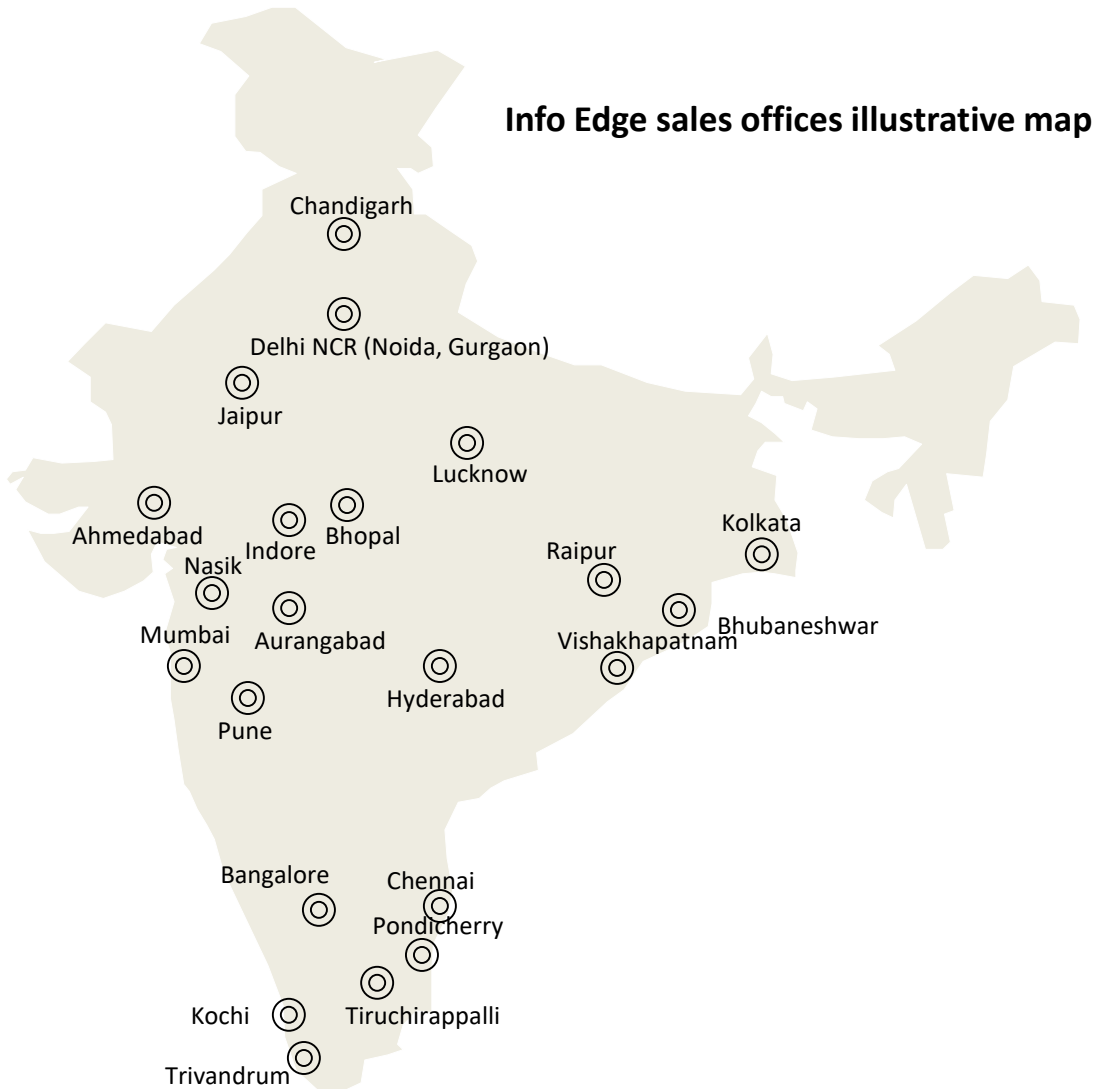 Info Edge sales offices illustrative map
Chandigarh
Delhi NCR (Noida, Gurgaon)
Jaipur
Lucknow
Ahmedabad
Indore
Bhopal
Kolkata
Nasik
Raipur
Mumbai
Aurangabad
Bhubaneshwar
Vishakhapatnam
Hyderabad
Pune
Bangalore
Chennai
Pondicherry
Kochi
Tiruchirappalli
Trivandrum